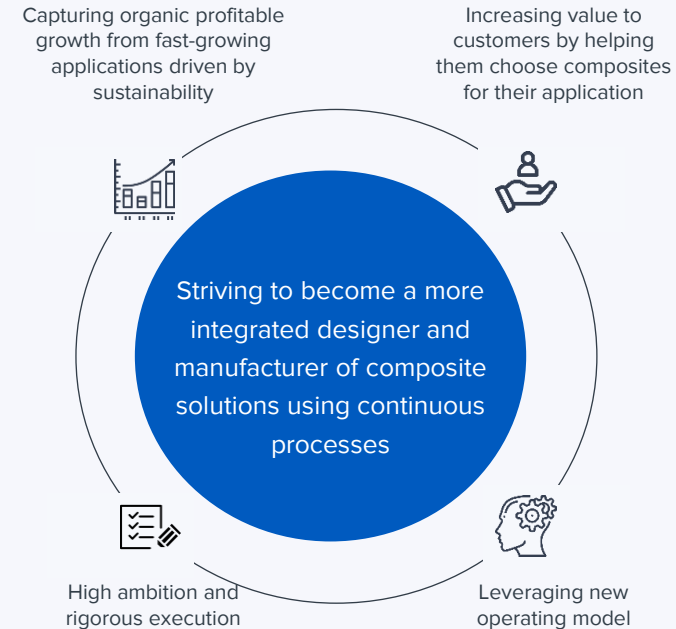 Capturing organic profitable
growth from fast-growing
applications driven by
sustainability
Increasing value to
customers by helping
them choose composites
for their application
Striving to become a more
integrated designer and
manufacturer of composite
solutions using continuous
processes
High ambition and
rigorous execution
Leveraging new
operating model